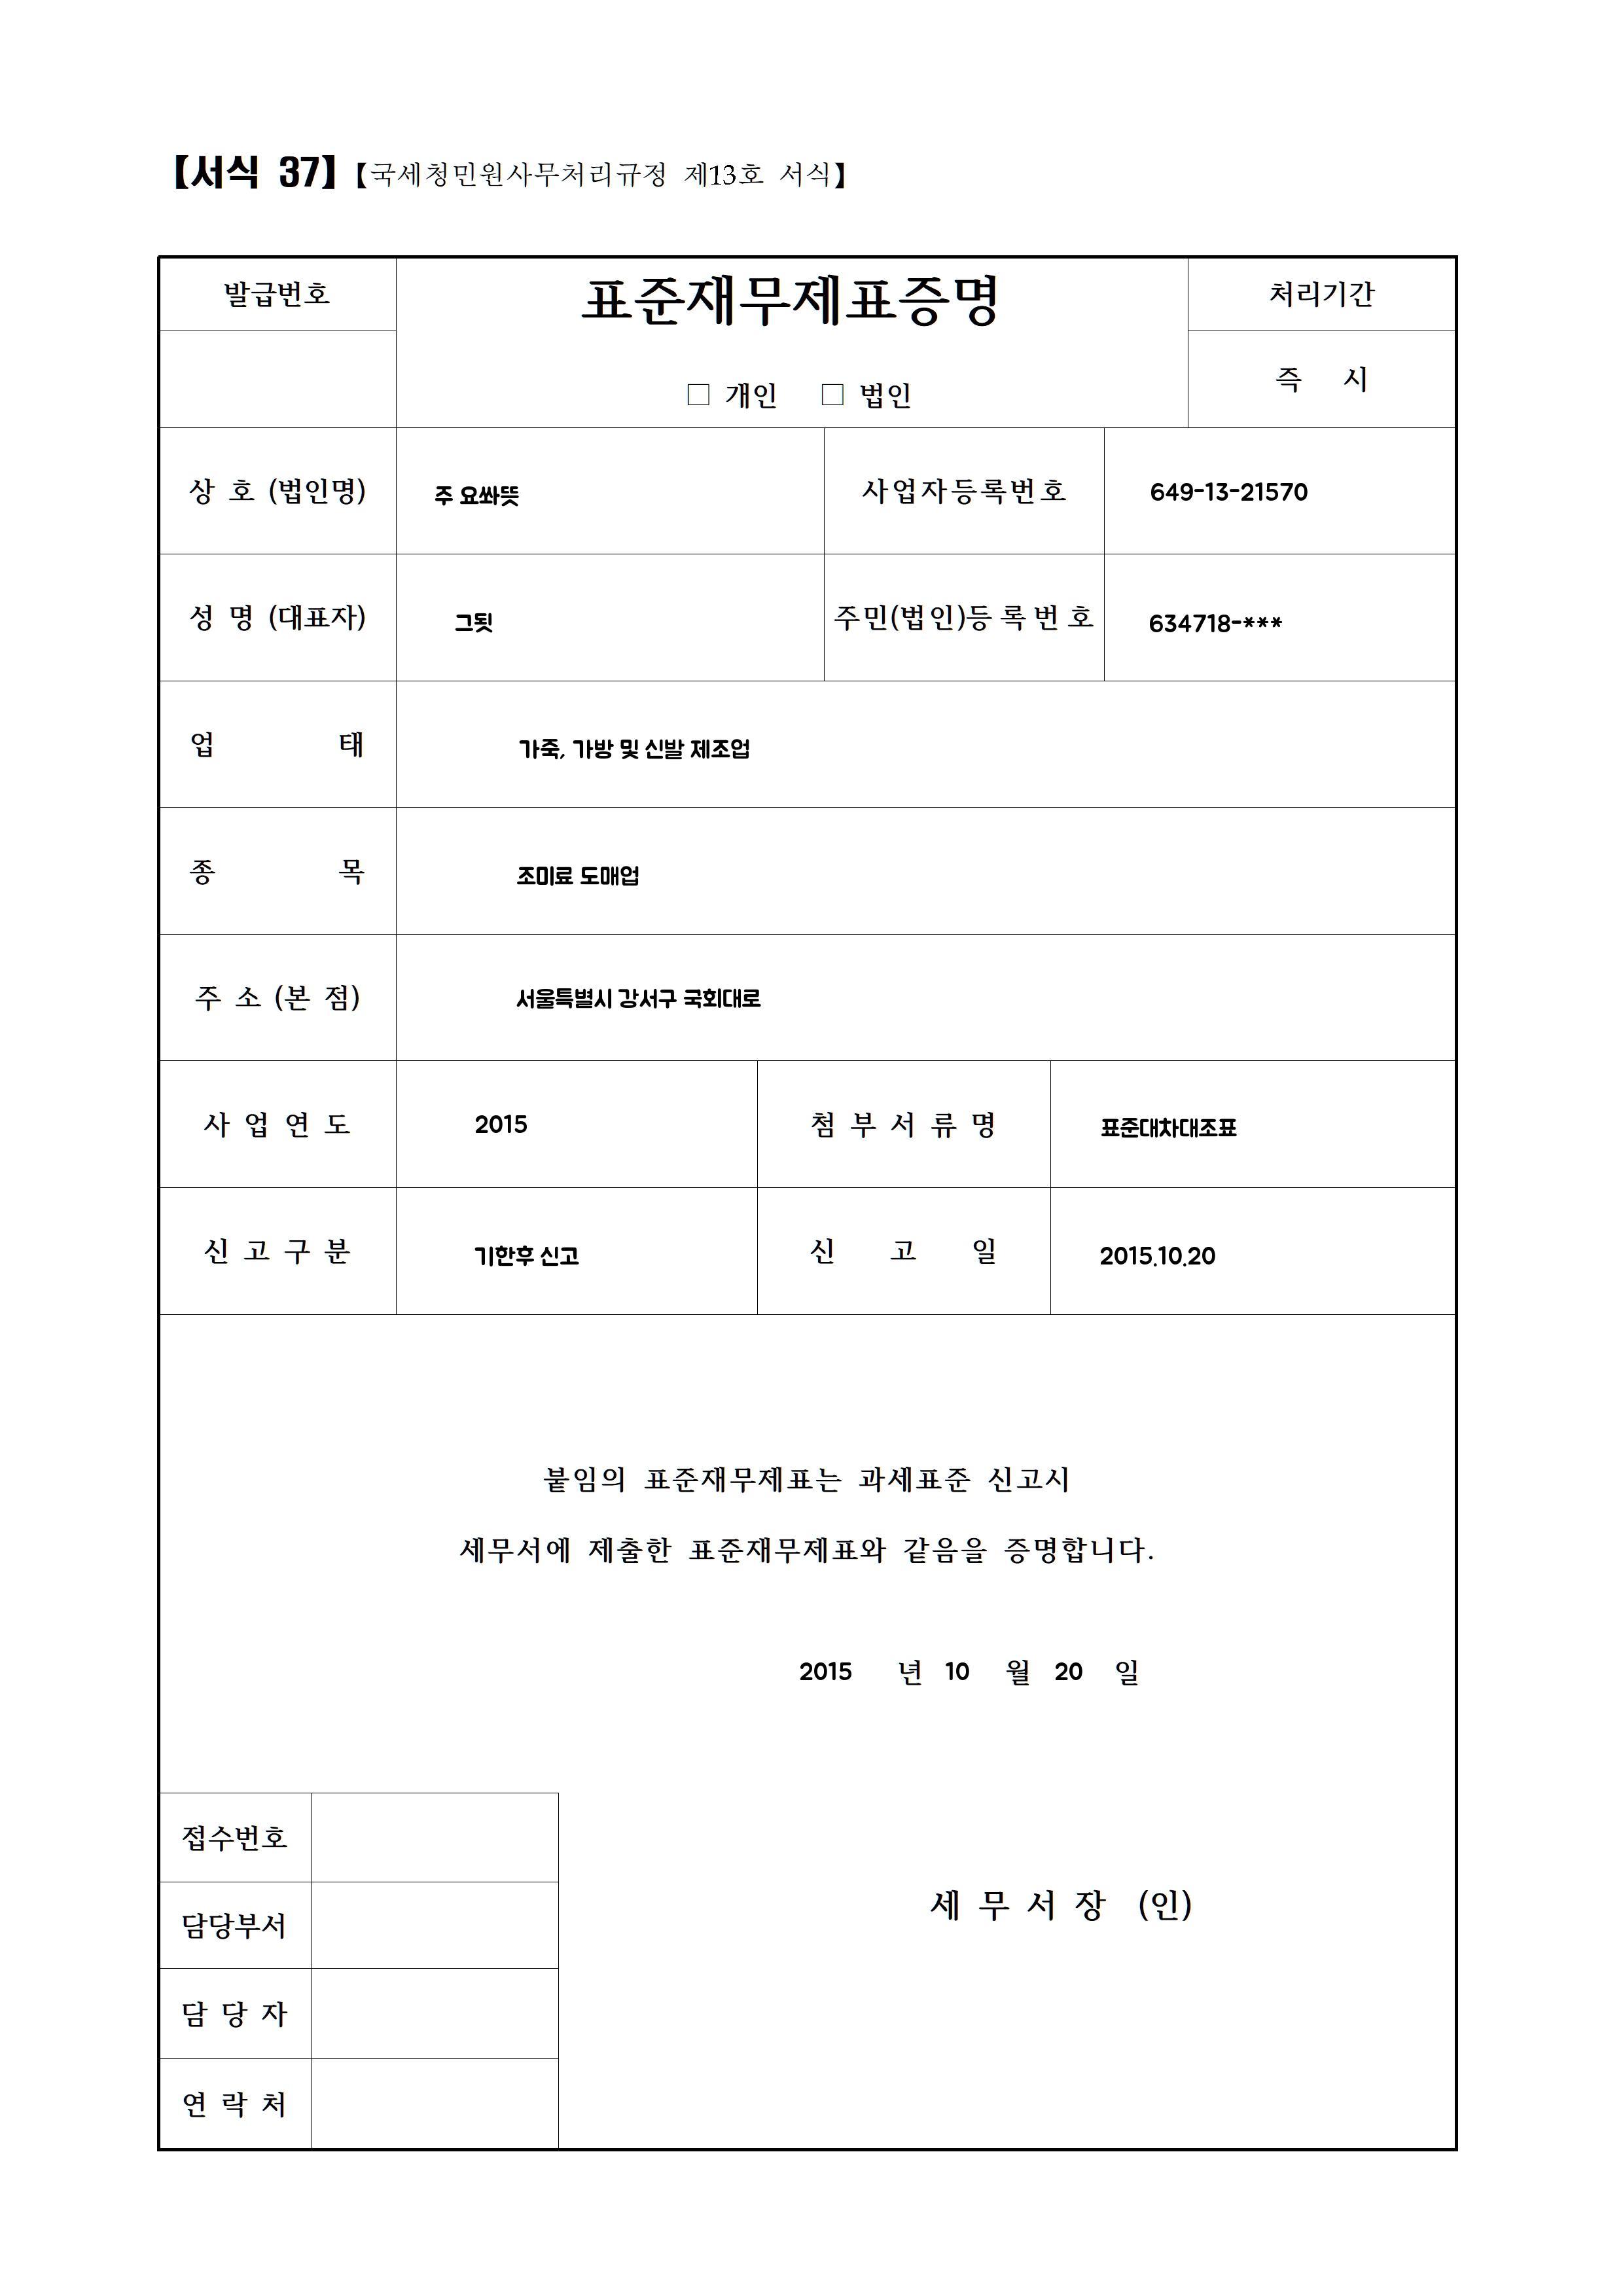 【서식 37】【국세청민원사무처리규정 제13호 서식】
발급번호
표준재무제표증명
처리기간
□ 개인 □ 법인
즉 시
상 호 (법인명) 주 요쏴뜻 사업자등록번호 649-13-21570
성 명 (대표자) 그됫 주민(법인)등록번호 634718-***
업 태 가죽, 가방 및 신발 제조업
종 목 조미료 도매업
주 소 (본 점) 서울특별시 강서구 국회대로
사 업 연 도 2015 첨 부 서 류 명 표준대차대조표
신 고 구 분 기한후 신고 신 고 일 2015.10.20
붙임의 표준재무제표는 과세표준 신고시
세무서에 제출한 표준재무제표와 같음을 증명합니다.
2015 년 10 월 20 일
접수번호
담당부서
세 무 서 장 (인)
담 당 자
연 락 처